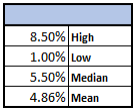 8.50% High
1.00% Low
5.50% Median
4.86% Mean